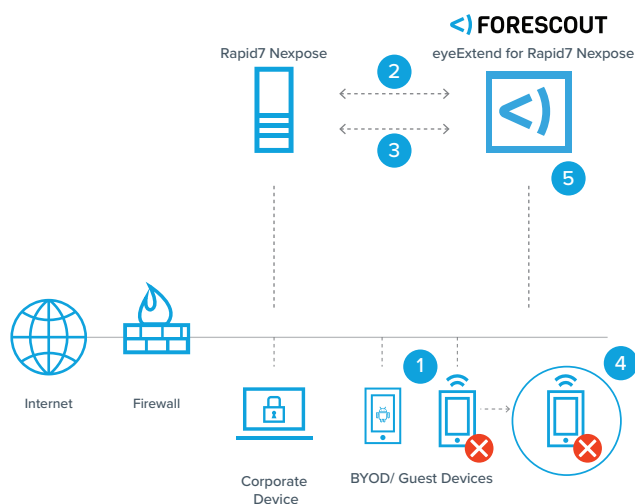 FORESCOUT
Rapid7 Nexpose
eyeExtend for Rapid7 Nexpose
2
3
5
1
4
Internet
Firewall
Corporate
Device
BYOD/ Guest Devices